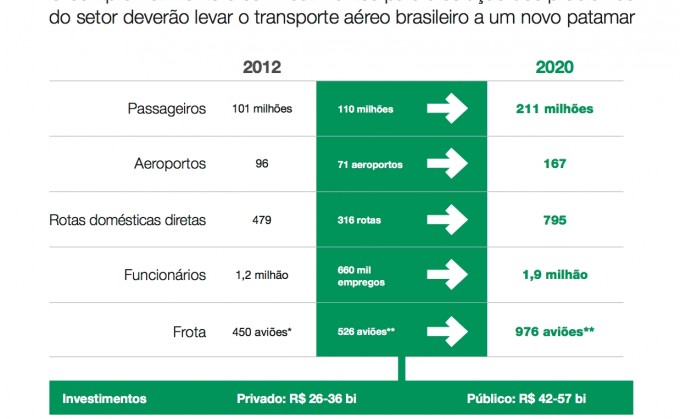 do setor deverão levar o transporte aéreo brasileiro a um novo patamar
2012 2020
Passageiros 101 milhões 110 milhões 211 milhões
Aeroportos 96 71 aeroportos 167
Rotas domésticas diretas 479 316 rotas 795
Funcionários 1,2 milhão 660 mil empregos 1,9 milhão
Frota 450 aviões* 526 aviões** 976 aviões**
Investimentos Privado: R$ 26-36 bi Público: R$ 42-57 bi